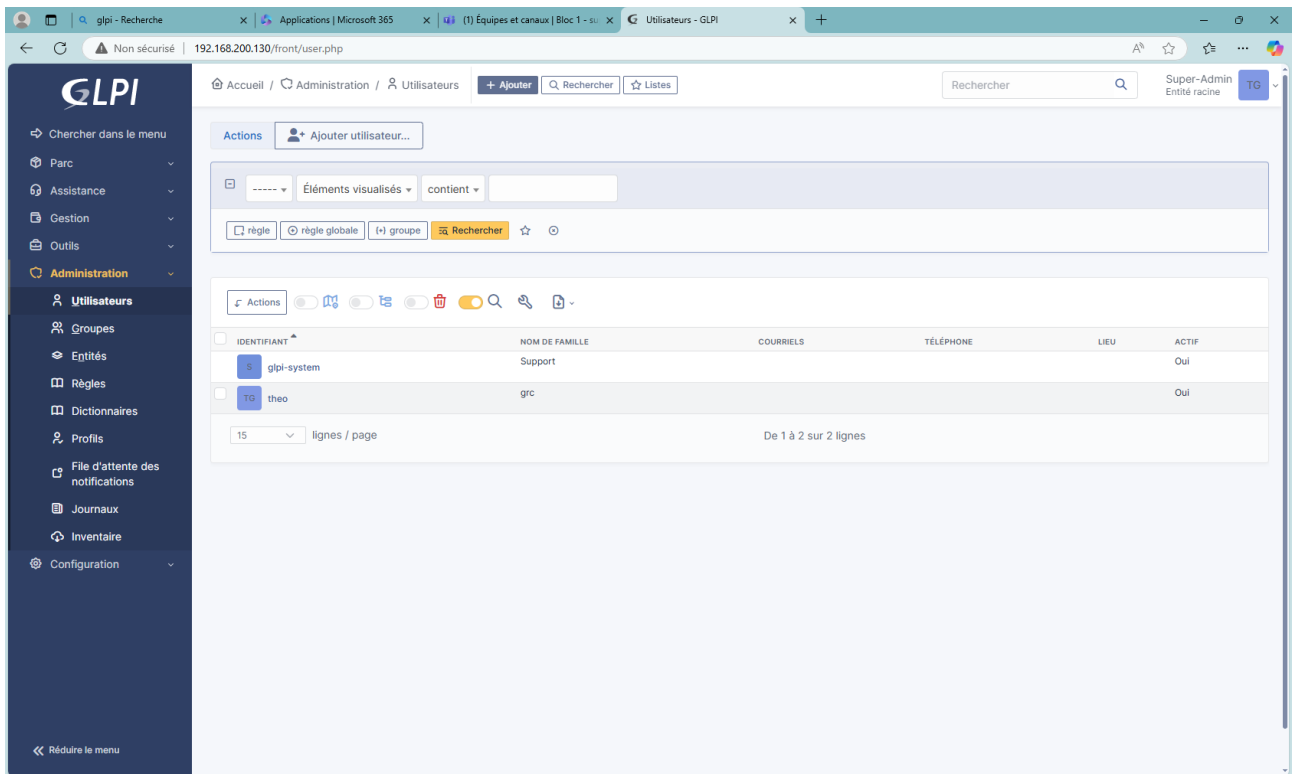 glpi - Recherche
Applications | Microsoft 365
(1) Équipes et canaux | Bloc 1 - su
Utilisateurs - GLPI
Non sécurisé
192.168.200.130/front/user.php
GLPI
Accueil / Administration / Utilisateurs
+ Ajouter
Rechercher
Listes
Rechercher
Super-Admin
Entité racine
TG
Chercher dans le menu
Parc
Assistance
Gestion
Outils
Administration
Utilisateurs
Groupes
Entités
Règles
Dictionnaires
Profils
File d'attente des
notifications
Journaux
Inventaire
Configuration
Réduire le menu
Actions
Ajouter utilisateur...
-----
Éléments visualisés
contient
règle
règle globale
(+) groupe
Rechercher
Actions
IDENTIFIANT NOM DE FAMILLE COURRIELS TÉLÉPHONE LIEU ACTIF
S glpi-system Support Oui
TG theo grc Oui
15 lignes / page De 1 à 2 sur 2 lignes